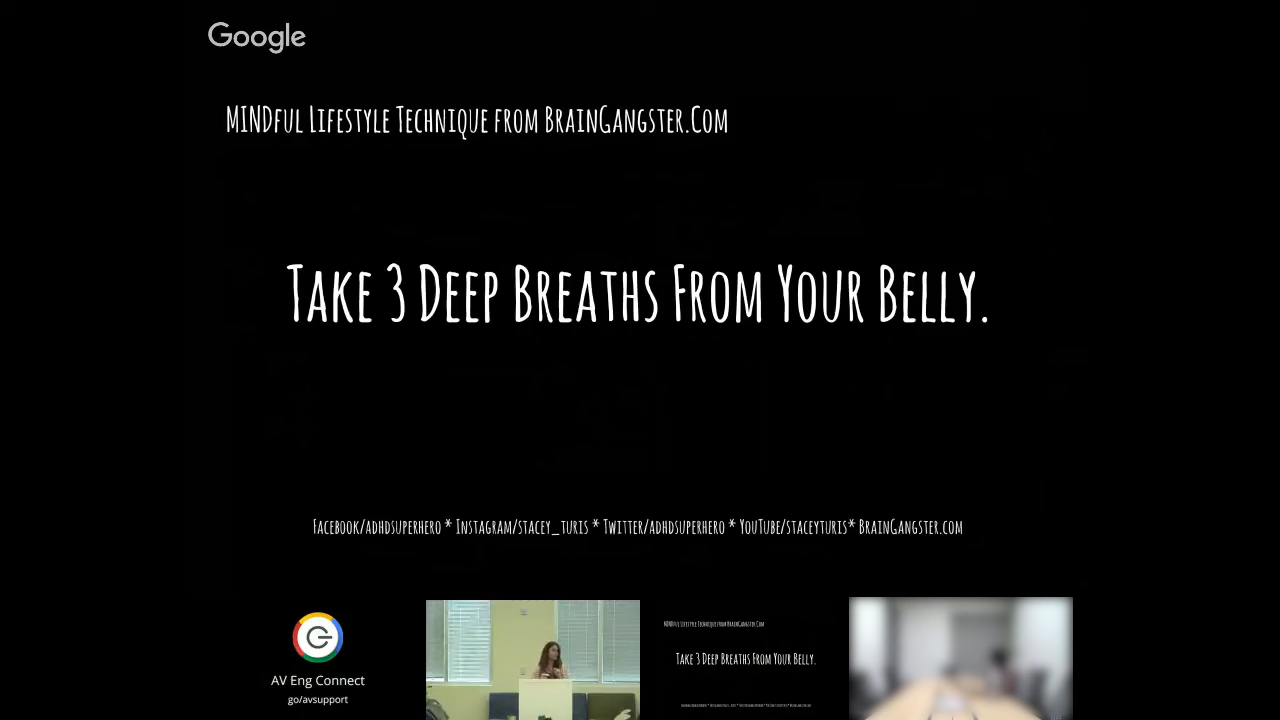 Google
MINDful Lifestyle Technique from BrainGangster.Com
Take 3 Deep Breaths From Your Belly.
Facebook/adhdsuperhero * Instagram/stacey_turis * Twitter/adhdsuperhero * YouTube/staceyturis* BrainGangster.com
AV Eng Connect
go/avsupport
MINDful Lifestyle Technique from BrainGangster.Com
Take 3 Deep Breaths From Your Belly.